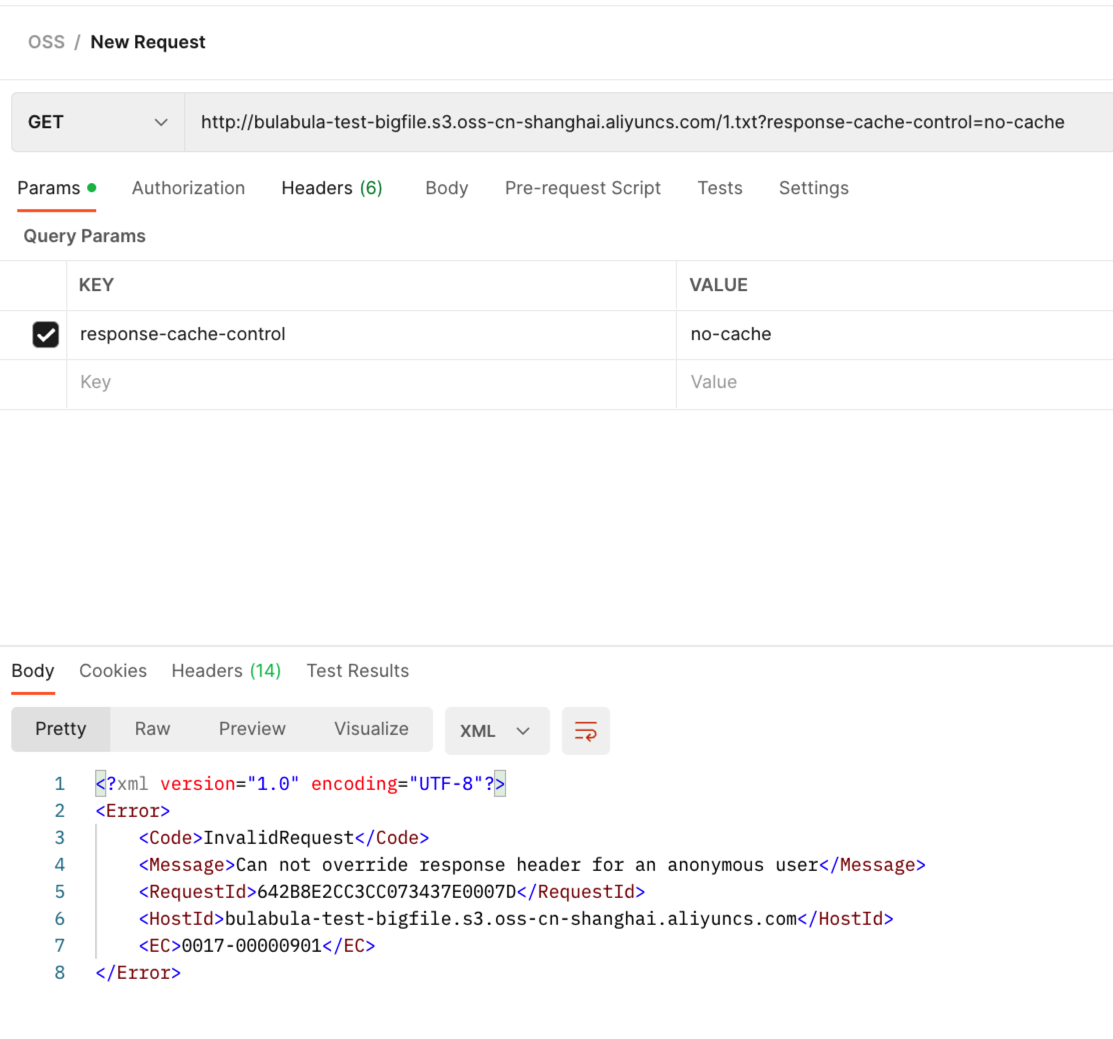 OSS / New Request
GET http://bulabula-test-bigfile.s3.oss-cn-shanghai.aliyuncs.com/1.txt?response-cache-control=no-cache
Params Authorization Headers (6) Body Pre-request Script Tests Settings
Query Params
KEY VALUE
response-cache-control no-cache
Key Value
Body Cookies Headers (14) Test Results
Pretty Raw Preview Visualize XML
1 <?xml version="1.0" encoding="UTF-8"?>
2 <Error>
3 <Code>InvalidRequest</Code>
4 <Message>Can not override response header for an anonymous user</Message>
5 <RequestId>642B8E2CC3CC073437E0007D</RequestId>
6 <HostId>bulabula-test-bigfile.s3.oss-cn-shanghai.aliyuncs.com</HostId>
7 <EC>0017-00000901</EC>
8 </Error>